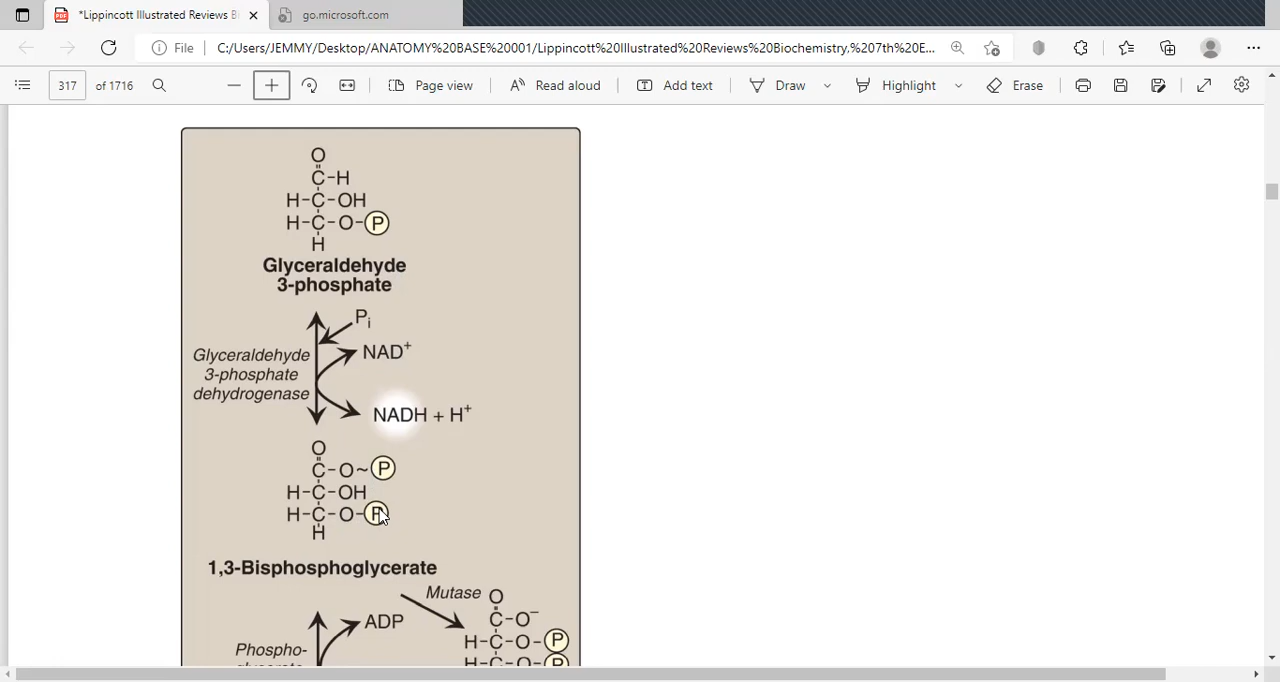 *Lippincott Illustrated Reviews B
go.microsoft.com
File
C:/Users/JEMMY/Desktop/ANATOMY%20BASE%20001/Lippincott%20Illustrated%20Reviews%20Biochemistry,%207th%20E...
317 of 1716
Page view
Read aloud
Add text
Draw
Highlight
Erase
O
C-H
H-C-OH
H-C-O-P
H
Glyceraldehyde
3-phosphate
Pi
Glyceraldehyde
3-phosphate
dehydrogenase
NAD+
NADH + H+
O
C-O~P
H-C-OH
H-C-O-P
H
1,3-Bisphosphoglycerate
Mutase
ADP
Phospho-
O
C-O−
H-C-O-P
H-C-O-P